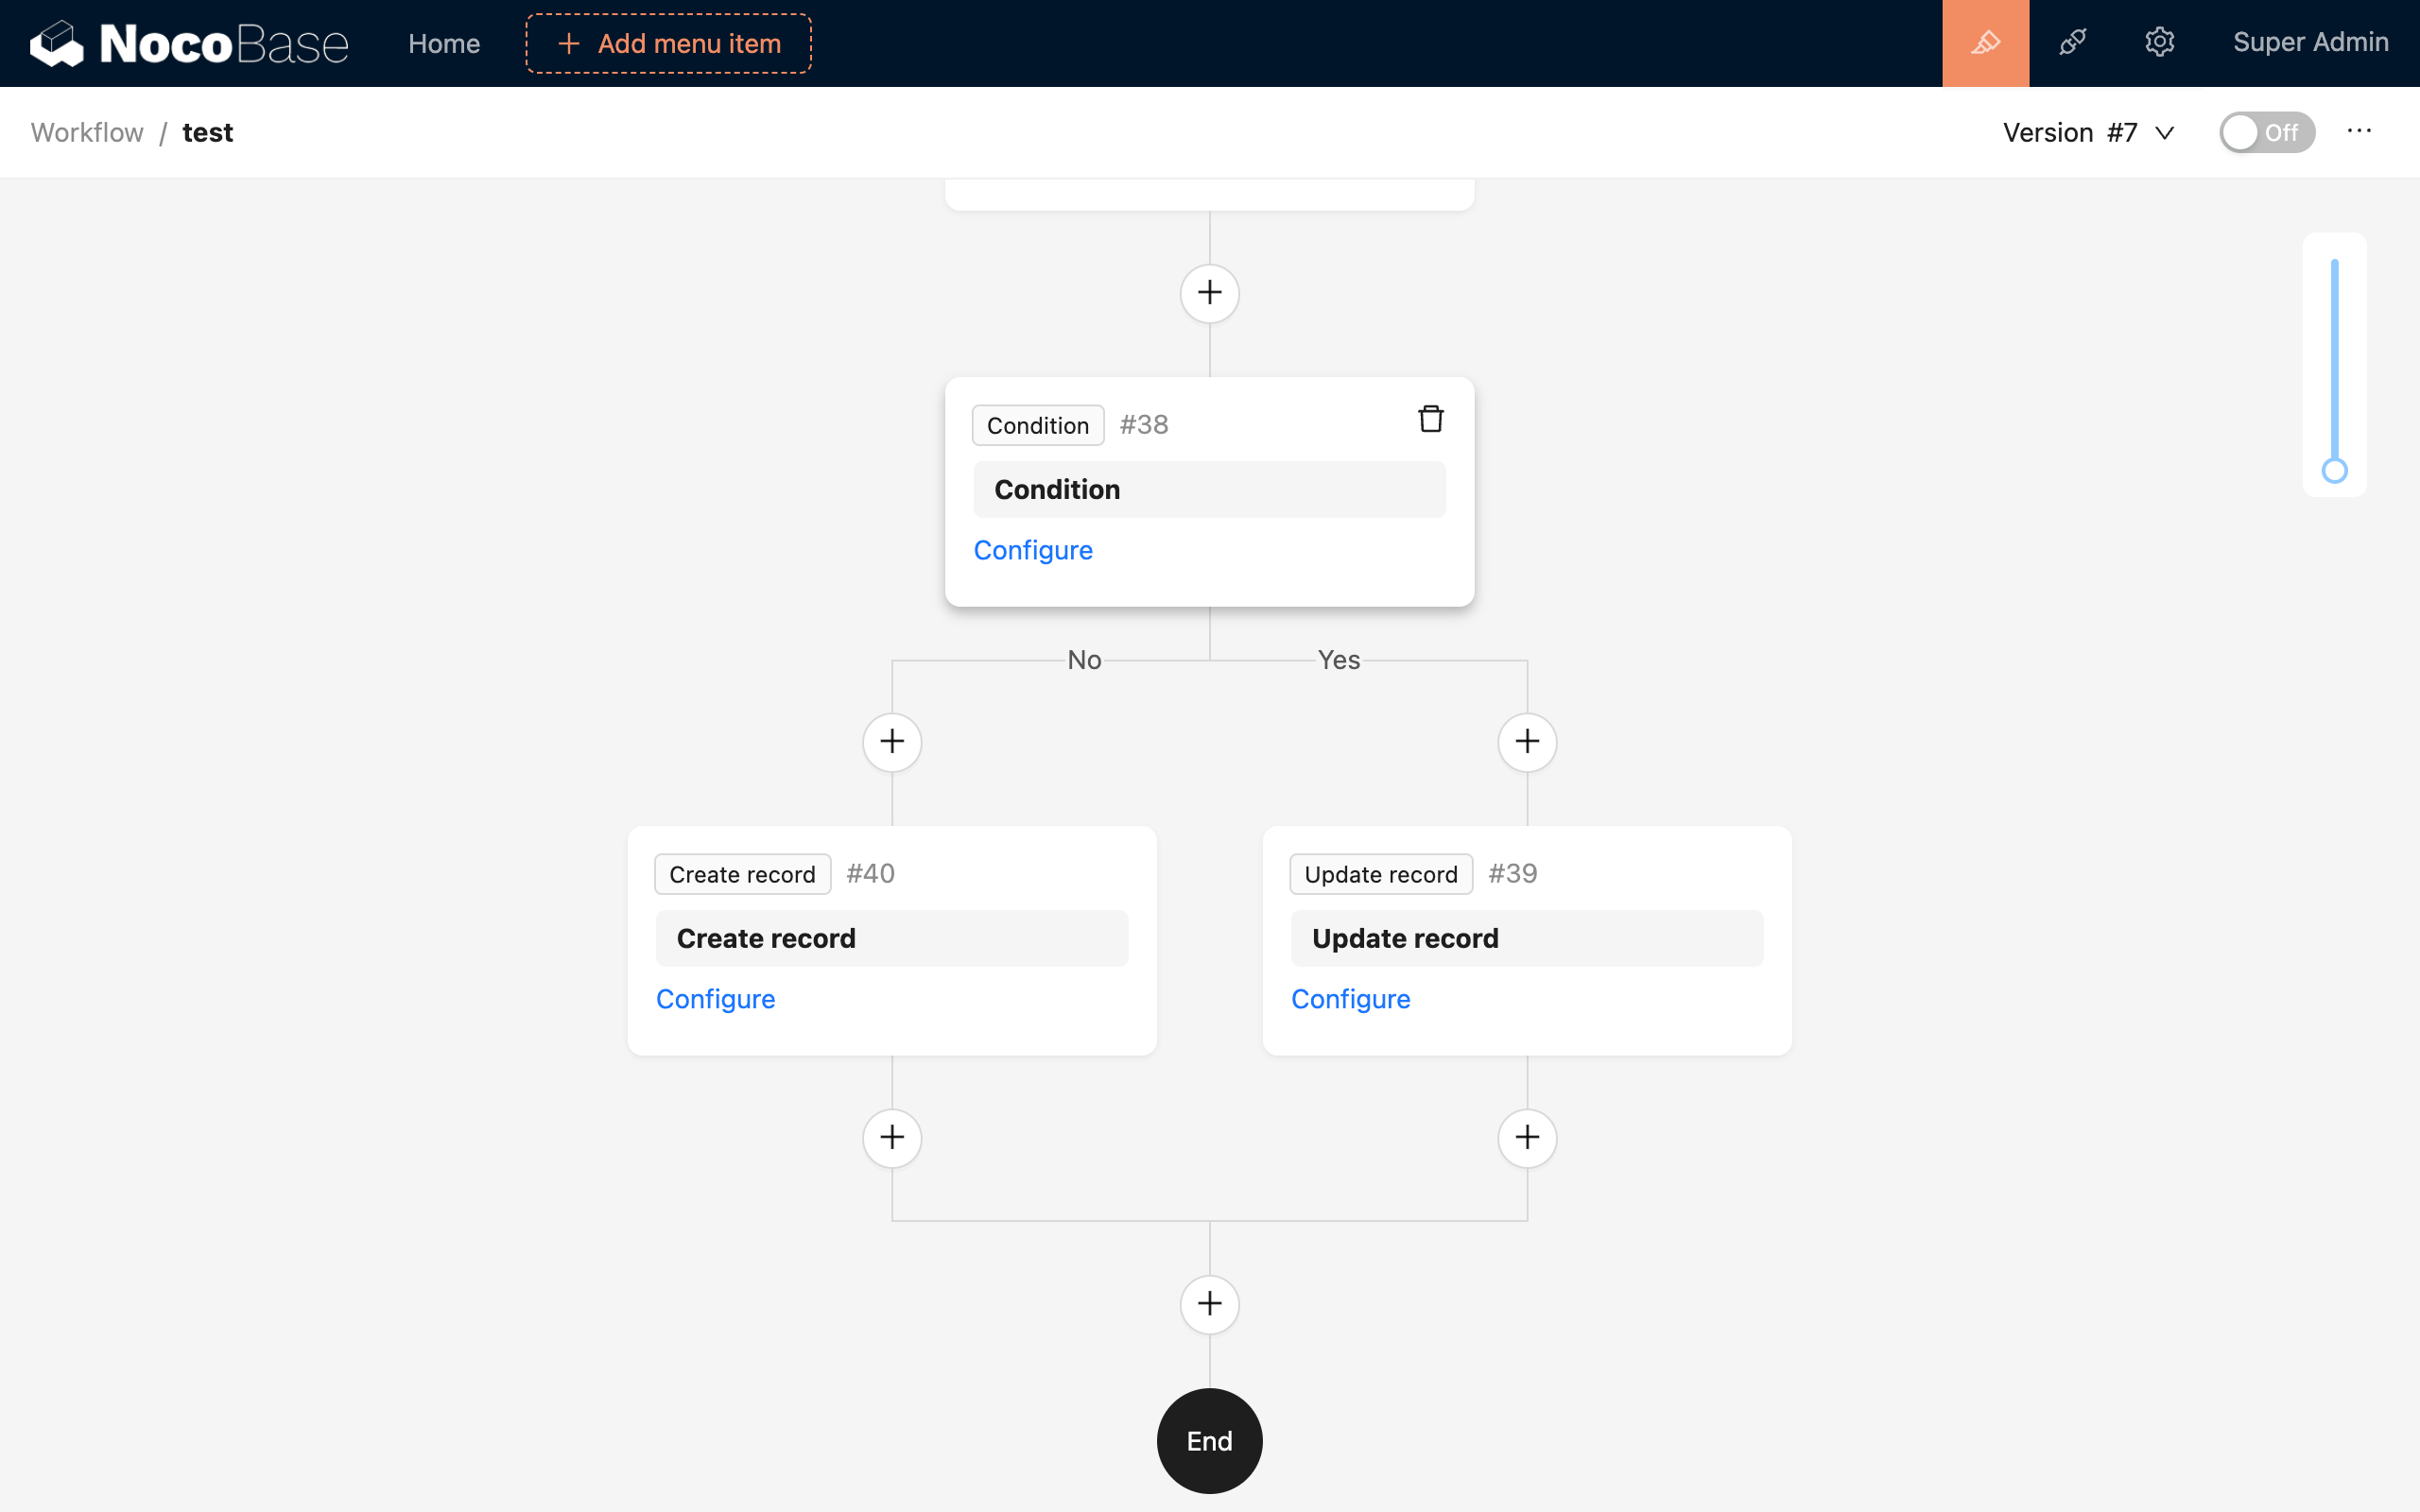 NocoBase Home + Add menu item Super Admin
Workflow / test Version #7 Off ···
Condition #38
Condition
Configure
No Yes
Create record #40 Update record #39
Create record Update record
Configure Configure
End